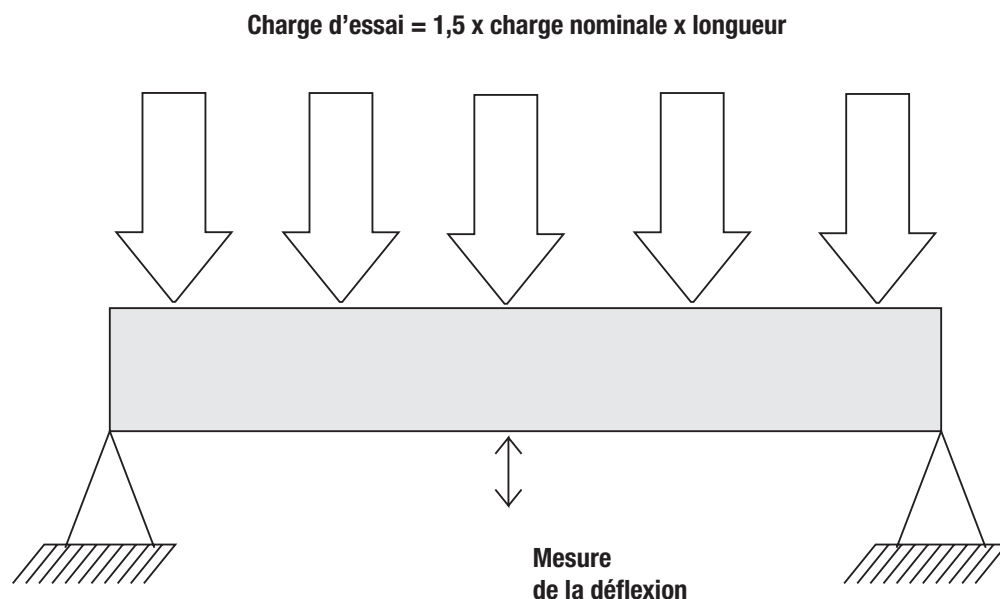 Charge d'essai = 1,5 x charge nominale x longueur
Mesure
de la déflexion